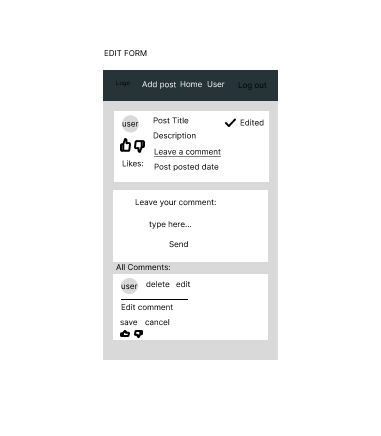 EDIT FORM
Logo Add post Home User Log out
user Post Title Edited
Description
Leave a comment
Likes: Post posted date
Leave your comment:
type here...
Send
All Comments:
user delete edit
Edit comment
save cancel